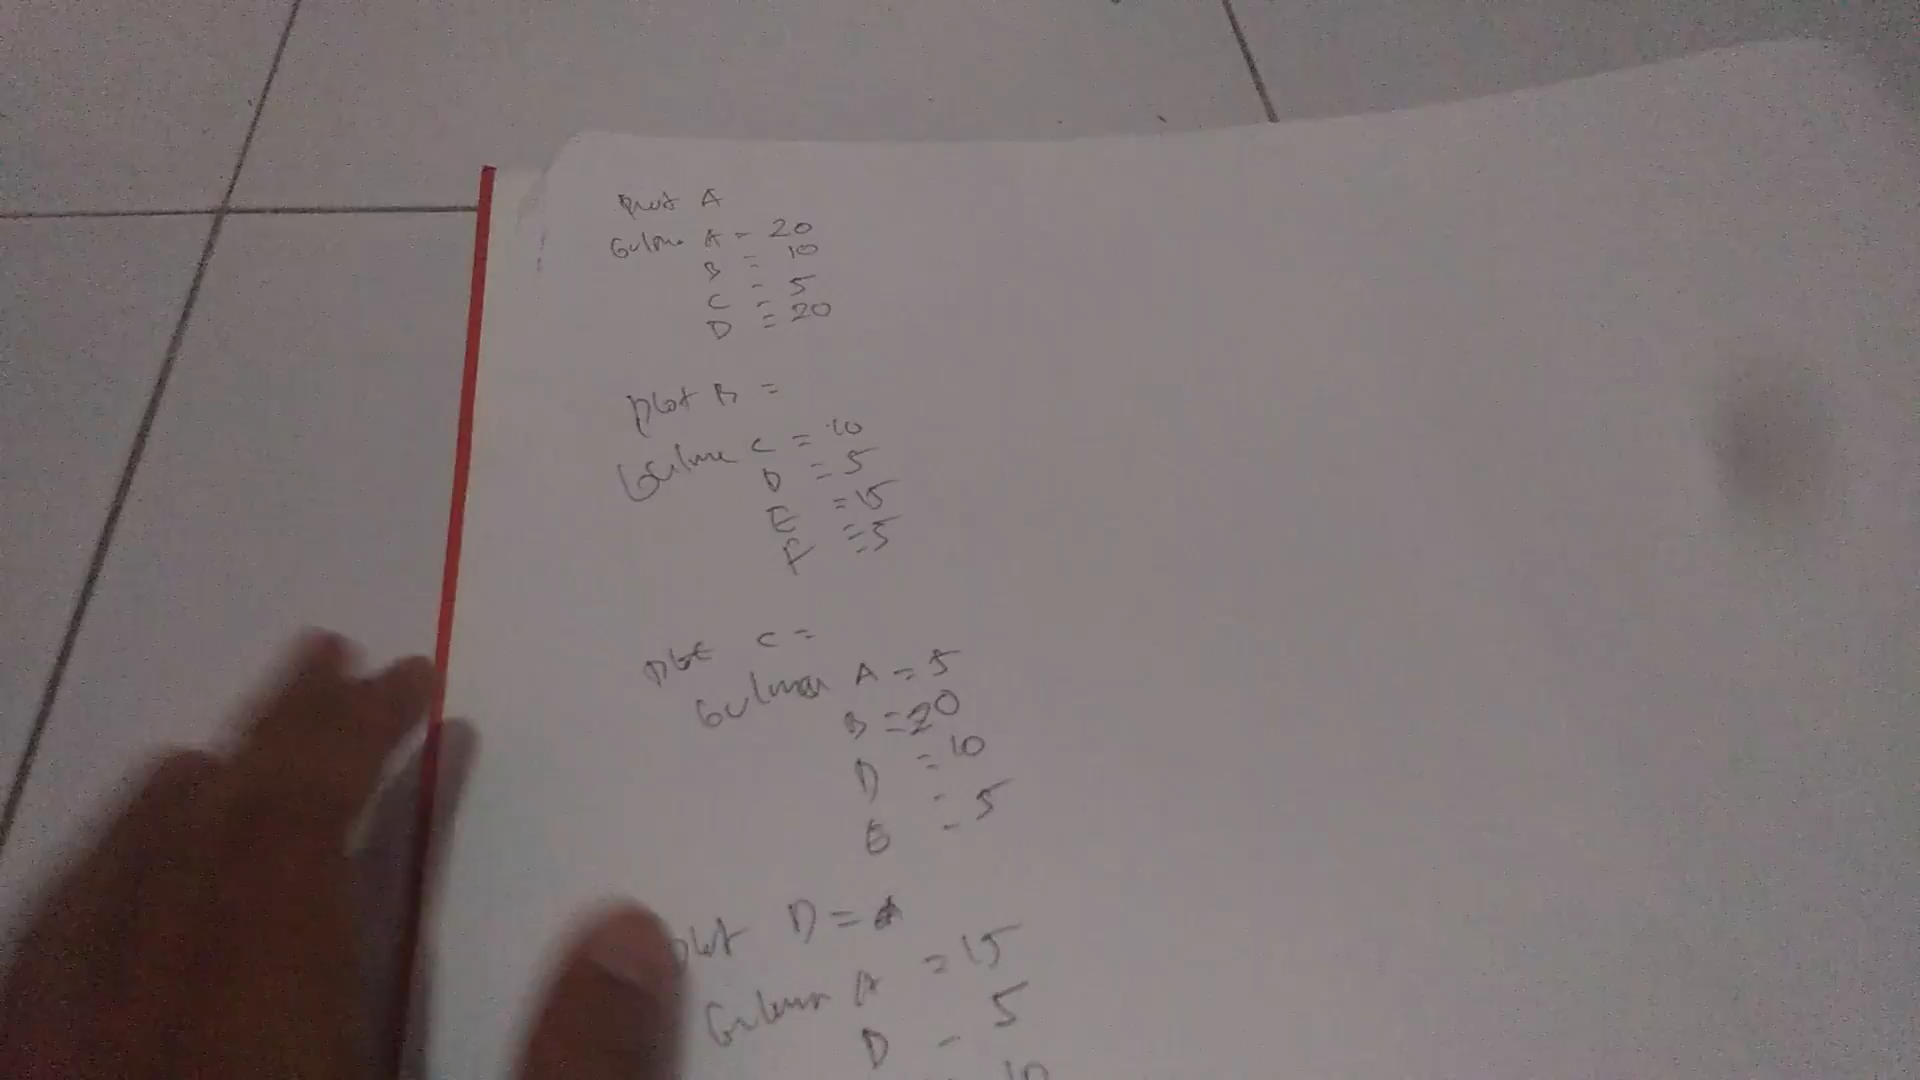 Plot A
Gulma A = 20
B = 10
C = 5
D = 20
Plot B =
Gulma C = 10
D = 5
E = 15
F = 5
Plot C =
Gulma A = 5
B = 20
D = 10
E = 5
Plot D =
Gulma A = 15
D = 5
10